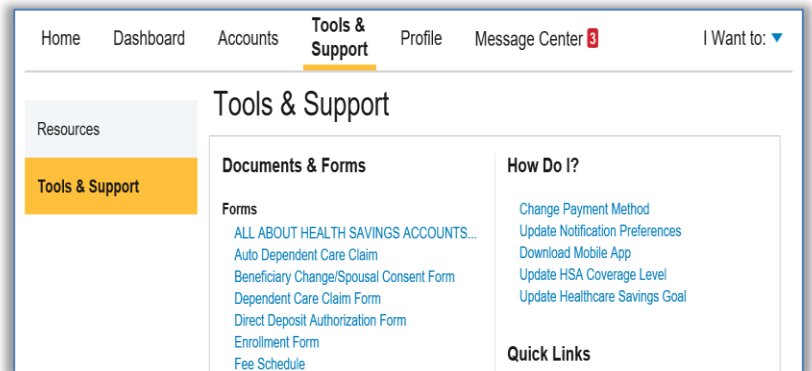 Home Dashboard Accounts Tools & Support Profile Message Center 3 I Want to:
Resources
Tools & Support
Tools & Support
Documents & Forms
Forms
ALL ABOUT HEALTH SAVINGS ACCOUNTS...
Auto Dependent Care Claim
Beneficiary Change/Spousal Consent Form
Dependent Care Claim Form
Direct Deposit Authorization Form
Enrollment Form
Fee Schedule
How Do I?
Change Payment Method
Update Notification Preferences
Download Mobile App
Update HSA Coverage Level
Update Healthcare Savings Goal
Quick Links